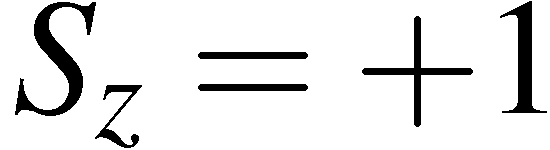 S_z = +1